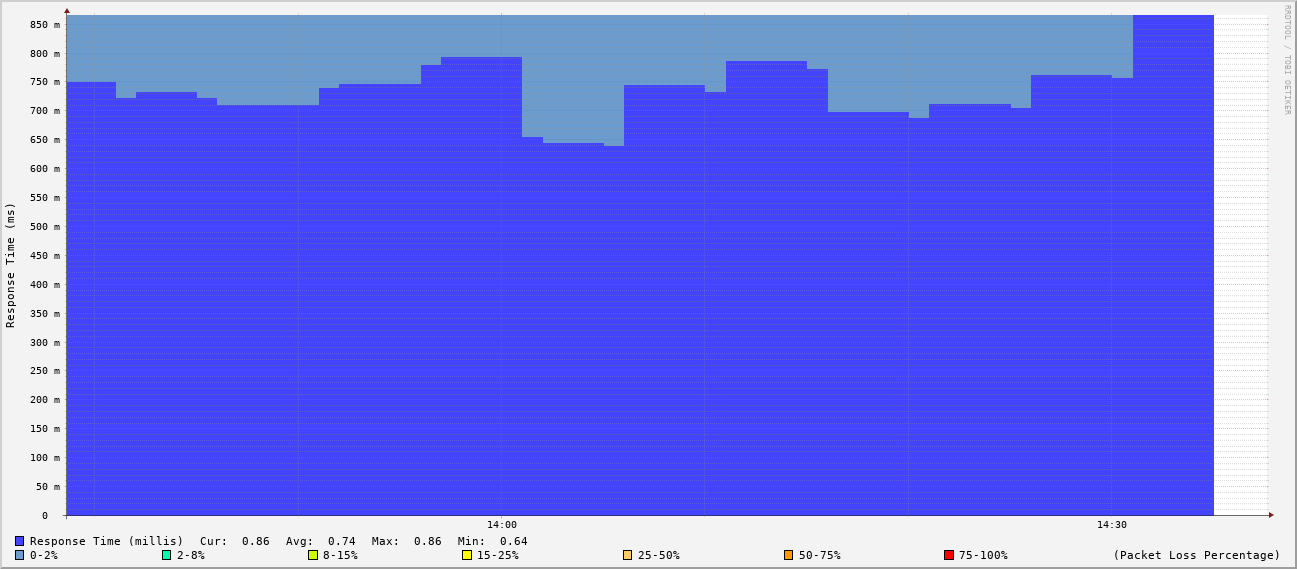 RRDTOOL / TOBI OETIKER
850 m
800 m
750 m
700 m
650 m
600 m
550 m
500 m
450 m
400 m
350 m
300 m
250 m
200 m
150 m
100 m
50 m
0
Response Time (ms)
14:00 14:30
Response Time (millis) Cur: 0.86 Avg: 0.74 Max: 0.86 Min: 0.64
0-2% 2-8% 8-15% 15-25% 25-50% 50-75% 75-100% (Packet Loss Percentage)